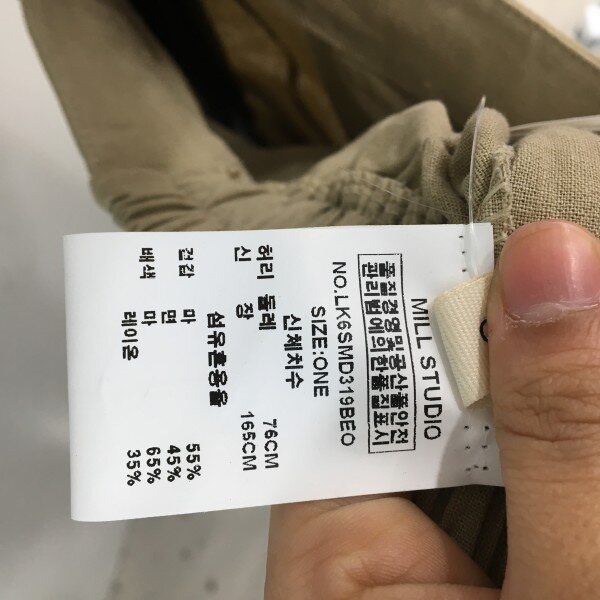 MILL STUDIO
품질경영및공산품안전
관리법에의한품질표시
NO.LK6SMD319BEO
SIZE:ONE
신체치수
허리 둘레 76CM
신 장 165CM
섬유혼용율
겉감 마 55%
면 45%
배색 마 65%
레이온 35%